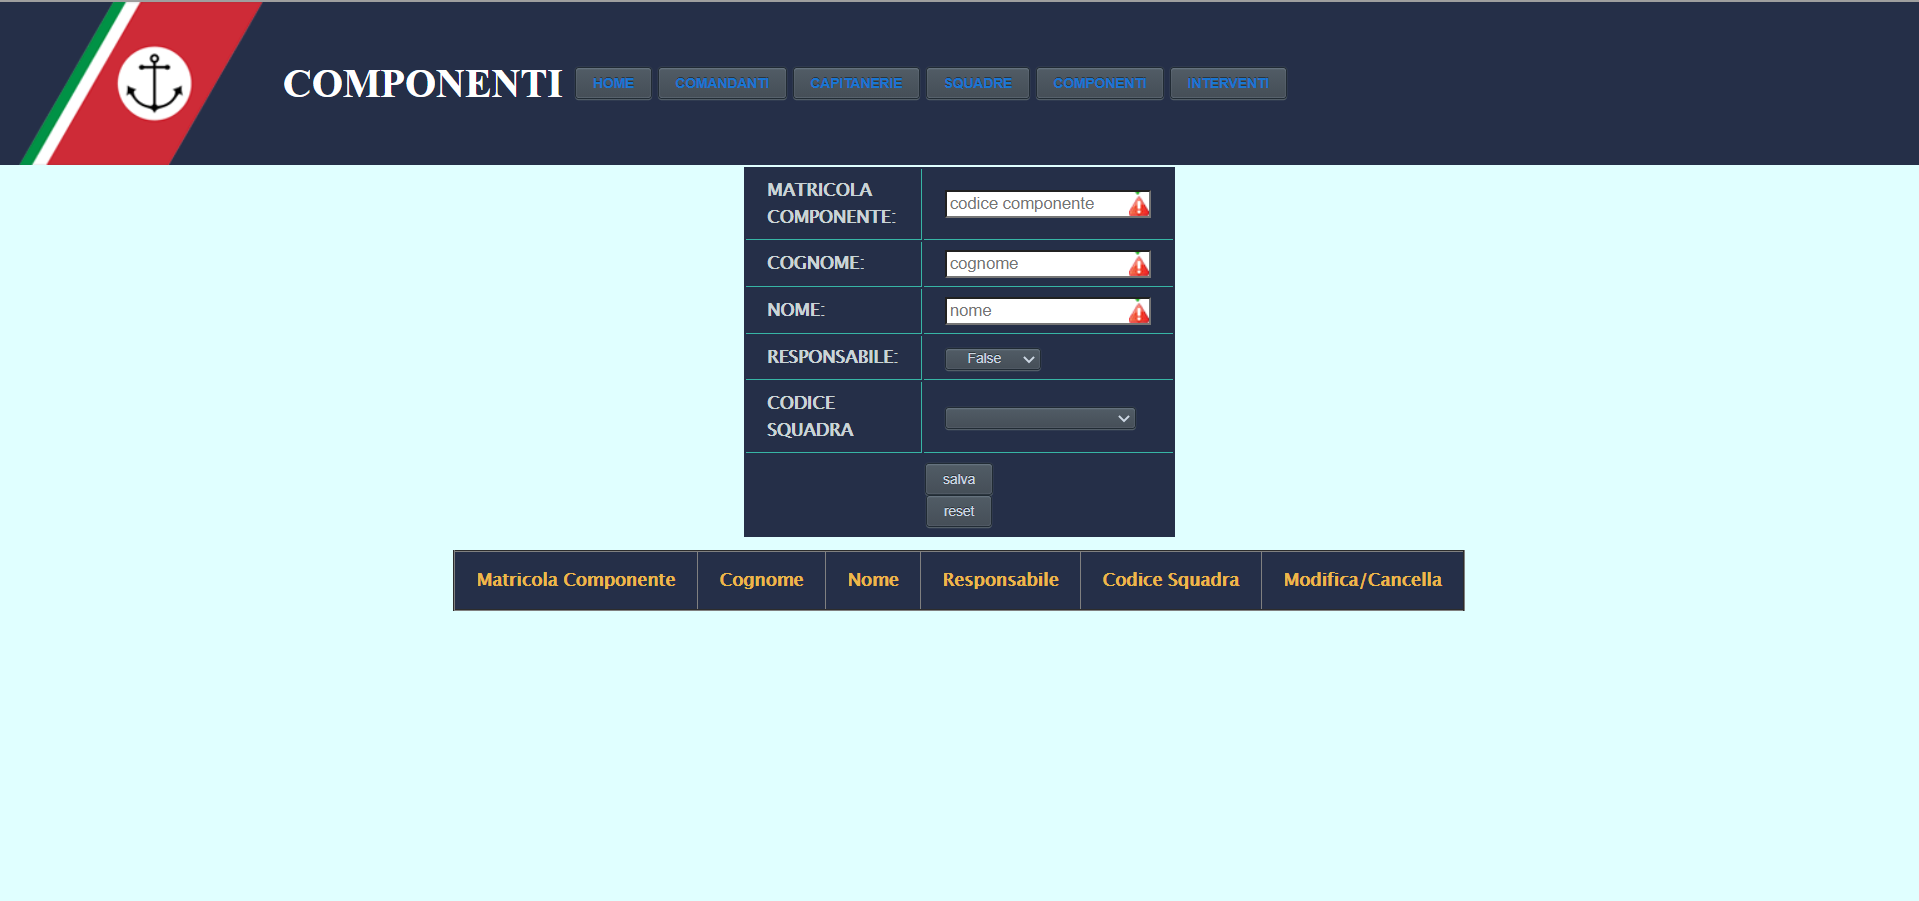 COMPONENTI
HOME COMANDANTI CAPITANERIE SQUADRE COMPONENTI INTERVENTI
MATRICOLA
COMPONENTE:
codice componente
COGNOME:
cognome
NOME:
nome
RESPONSABILE:
False
CODICE
SQUADRA
salva
reset
Matricola Componente Cognome Nome Responsabile Codice Squadra Modifica/Cancella